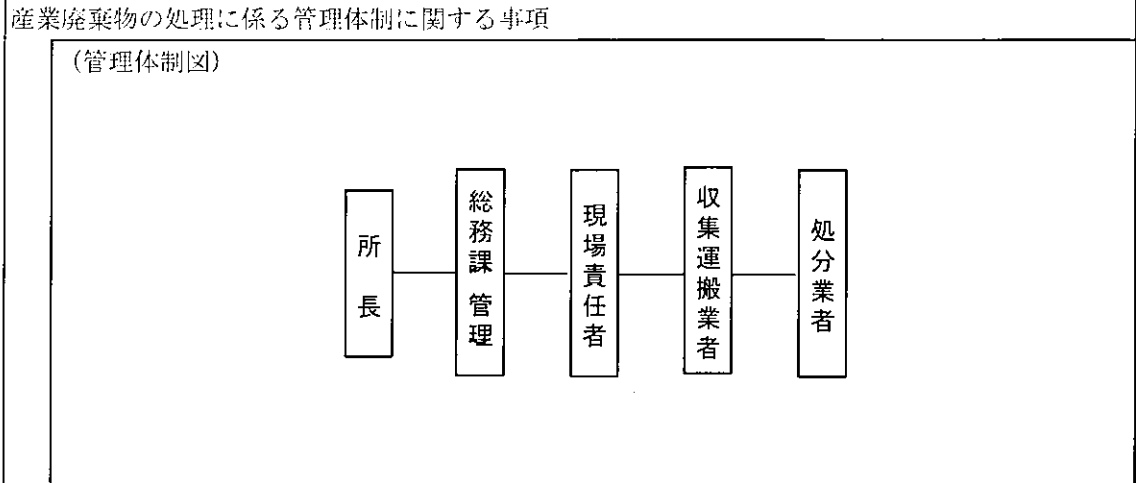 産業廃棄物の処理に係る管理体制に関する事項
（管理体制図）
所長
総務課 管理
現場責任者
収集運搬業者
処分業者